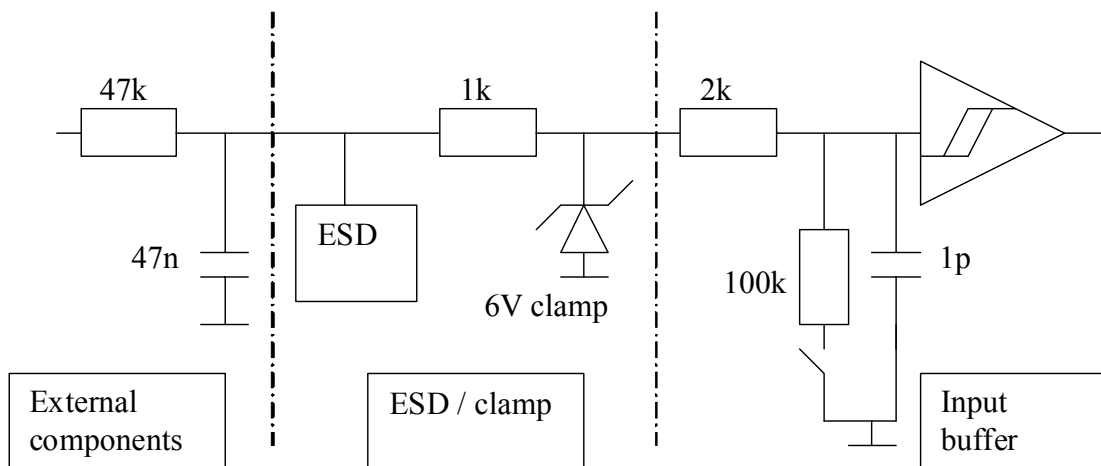 47k
1k
2k
ESD
47n
6V clamp
100k
1p
External
components
ESD / clamp
Input
buffer